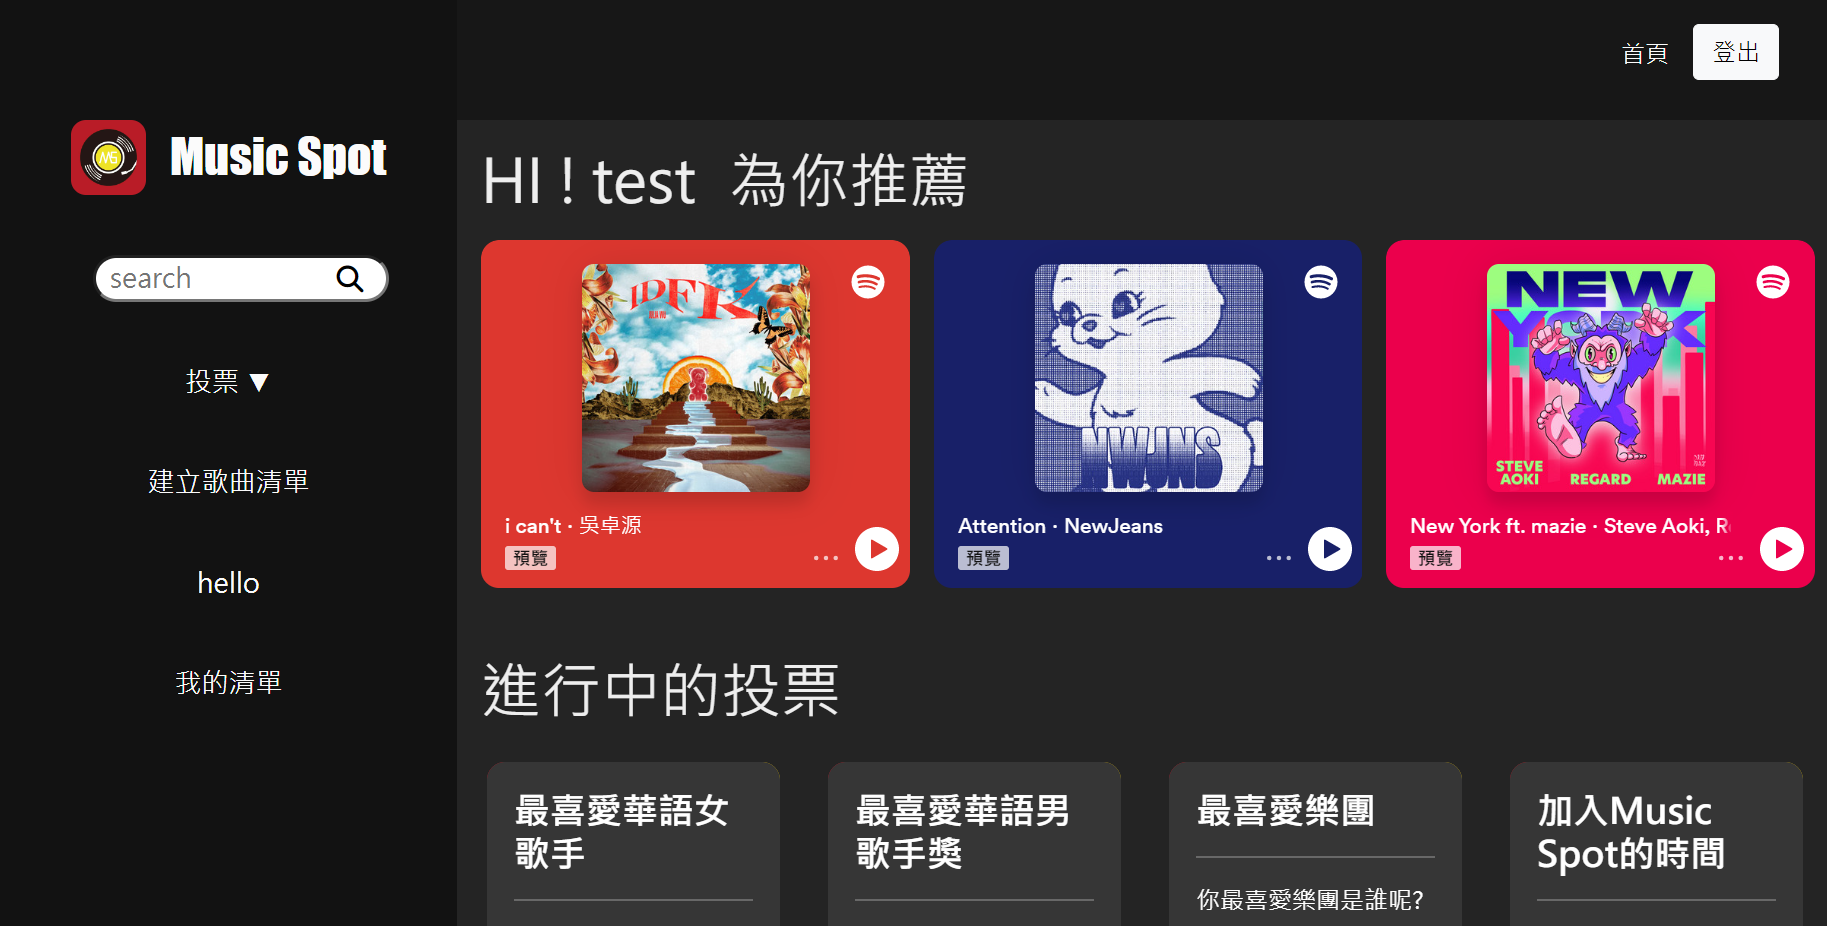 首頁
登出
Music Spot
search
投票 ▼
建立歌曲清單
hello
我的清單
HI ! test 為你推薦
IDFK
i can't · 吳卓源
預覽
NWJNS
Attention · NewJeans
預覽
NEW
YORK
STEVE
AOKI
REGARD
MAZIE
New York ft. mazie · Steve Aoki, Re
預覽
進行中的投票
最喜愛華語女
歌手
最喜愛華語男
歌手獎
最喜愛樂團
你最喜愛樂團是誰呢?
加入Music
Spot的時間